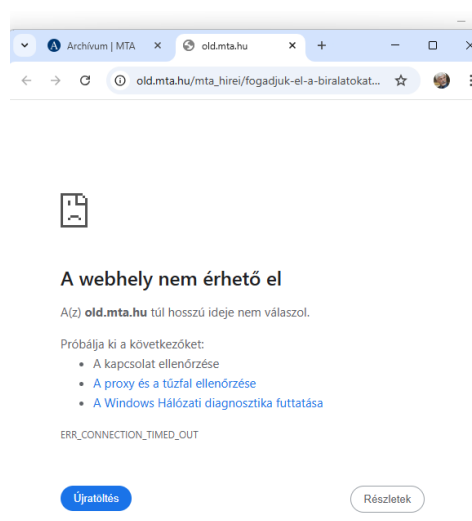 Archívum | MTA
old.mta.hu
old.mta.hu/mta_hirei/fogadjuk-el-a-biralatokat...
A webhely nem érhető el
A(z) old.mta.hu túl hosszú ideje nem válaszol.
Próbálja ki a következőket:
A kapcsolat ellenőrzése
A proxy és a tűzfal ellenőrzése
A Windows Hálózati diagnosztika futtatása
ERR_CONNECTION_TIMED_OUT
Újratöltés
Részletek